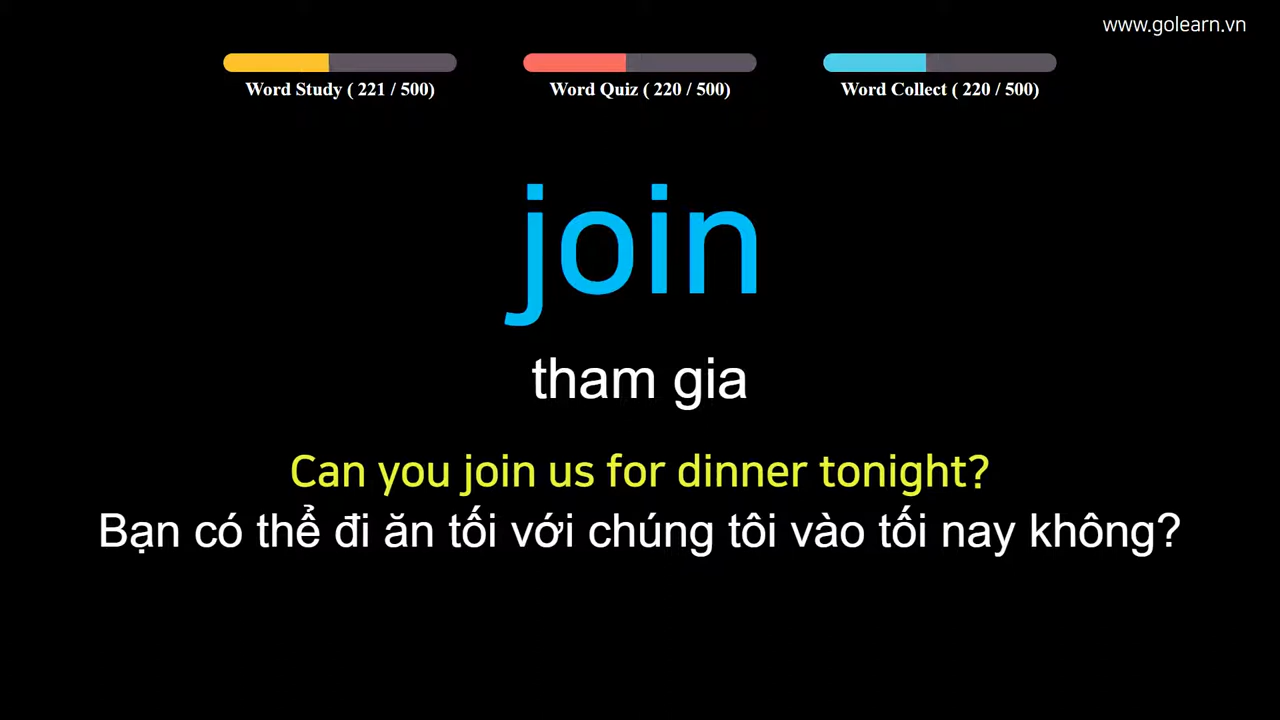 www.golearn.vn
Word Study ( 221 / 500)
Word Quiz ( 220 / 500)
Word Collect ( 220 / 500)
join
tham gia
Can you join us for dinner tonight?
Bạn có thể đi ăn tối với chúng tôi vào tối nay không?